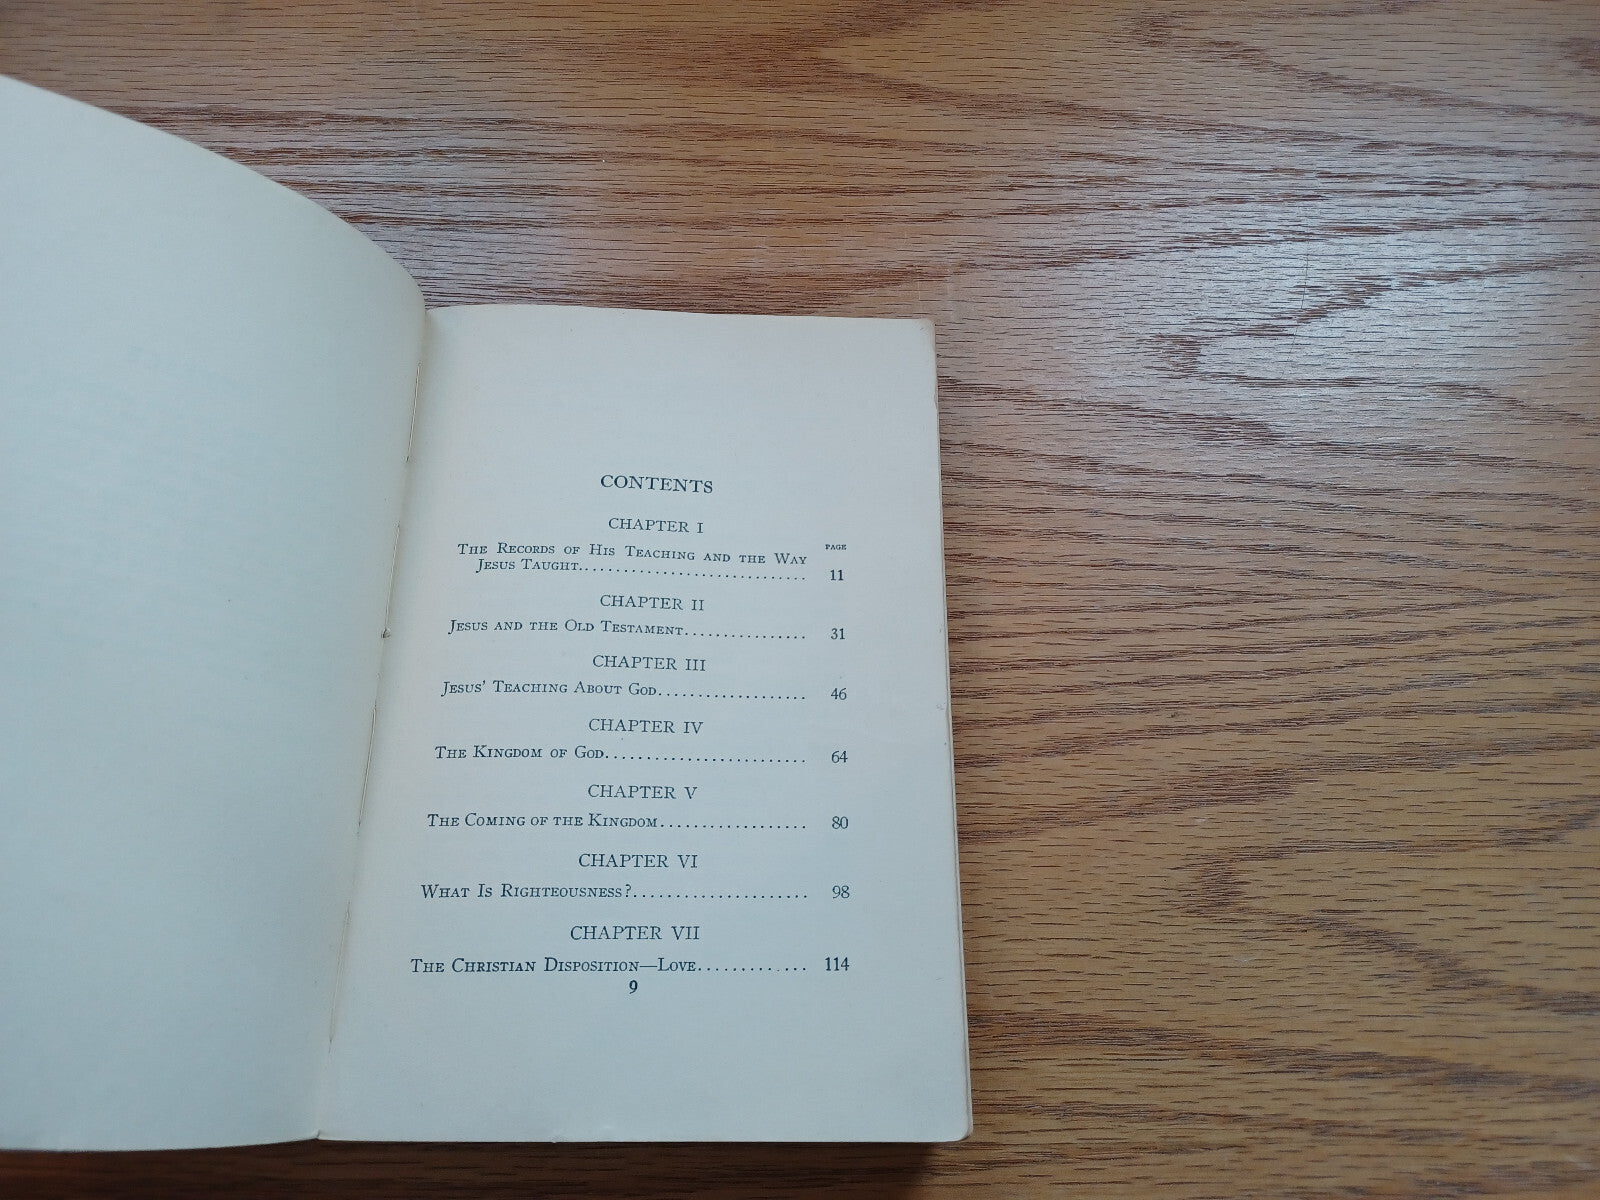 CONTENTS
CHAPTER I
PAGE
The Records of His Teaching and the Way
Jesus Taught.............................. 11
CHAPTER II
Jesus and the Old Testament................ 31
CHAPTER III
Jesus' Teaching About God................... 46
CHAPTER IV
The Kingdom of God......................... 64
CHAPTER V
The Coming of the Kingdom.................. 80
CHAPTER VI
What Is Righteousness?..................... 98
CHAPTER VII
The Christian Disposition—Love............. 114
9